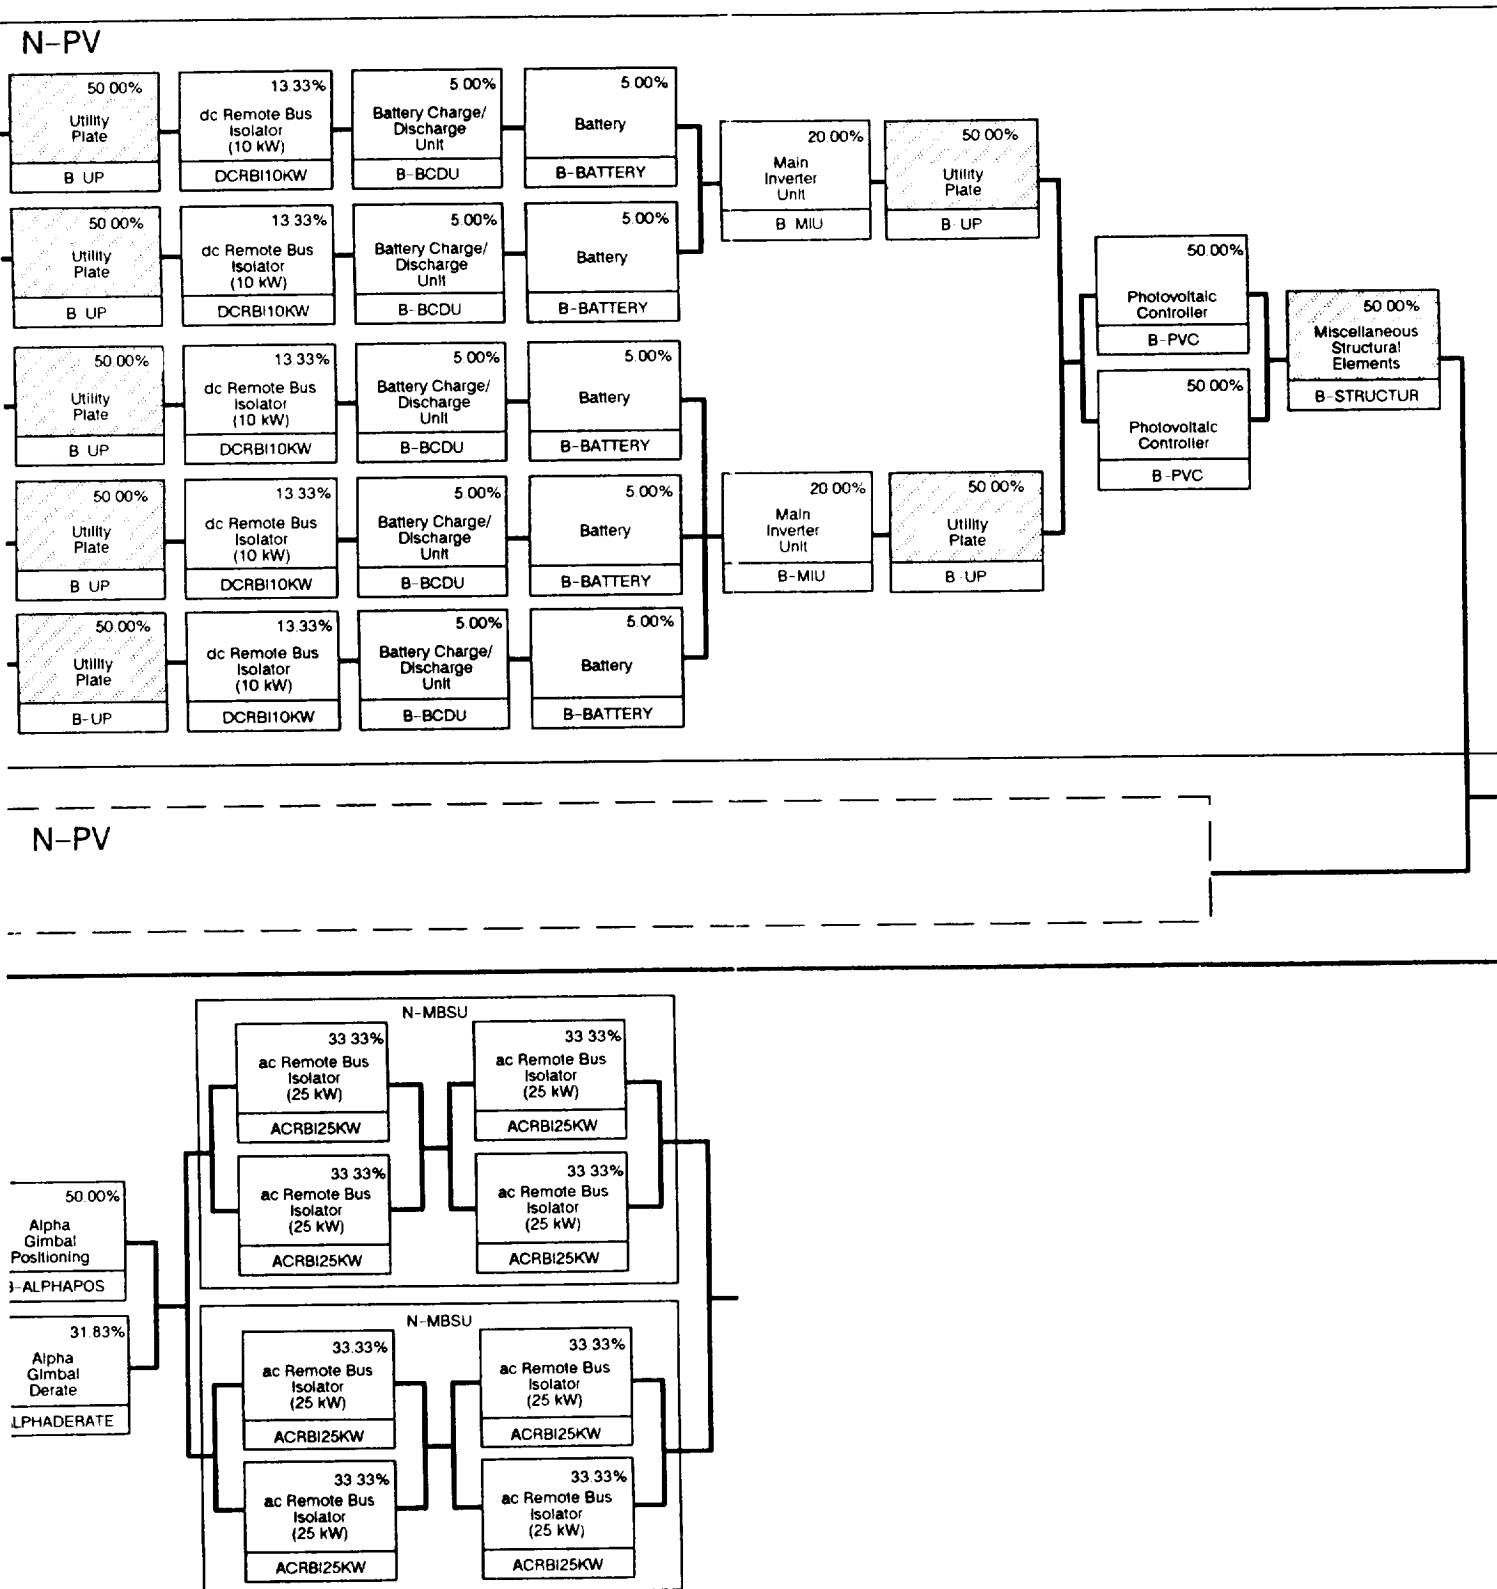 N-PV
50.00%
Utility
Plate
B UP
13.33%
dc Remote Bus
Isolator
(10 kW)
DCRBI10KW
5.00%
Battery Charge/
Discharge
Unit
B-BCDU
5.00%
Battery
B-BATTERY
50.00%
Utility
Plate
B UP
13.33%
dc Remote Bus
Isolator
(10 kW)
DCRBI10KW
5.00%
Battery Charge/
Discharge
Unit
B-BCDU
5.00%
Battery
B-BATTERY
20.00%
Main
Inverter
Unit
B MIU
50.00%
Utility
Plate
B-UP
50.00%
Utility
Plate
B UP
13.33%
dc Remote Bus
Isolator
(10 kW)
DCRBI10KW
5.00%
Battery Charge/
Discharge
Unit
B-BCDU
5.00%
Battery
B-BATTERY
50.00%
Utility
Plate
B UP
13.33%
dc Remote Bus
Isolator
(10 kW)
DCRBI10KW
5.00%
Battery Charge/
Discharge
Unit
B-BCDU
5.00%
Battery
B-BATTERY
50.00%
Utility
Plate
B-UP
13.33%
dc Remote Bus
Isolator
(10 kW)
DCRBI10KW
5.00%
Battery Charge/
Discharge
Unit
B-BCDU
5.00%
Battery
B-BATTERY
20.00%
Main
Inverter
Unit
B-MIU
50.00%
Utility
Plate
B UP
50.00%
Photovoltaic
Controller
B-PVC
50.00%
Photovoltaic
Controller
B-PVC
50.00%
Miscellaneous
Structural
Elements
B-STRUCTUR
N-PV
50.00%
Alpha
Gimbal
Positioning
B-ALPHAPOS
31.83%
Alpha
Gimbal
Derate
LPHADERATE
N-MBSU
33 33%
ac Remote Bus
Isolator
(25 kW)
ACRBI25KW
33.33%
ac Remote Bus
Isolator
(25 kW)
ACRBI25KW
33 33%
ac Remote Bus
Isolator
(25 kW)
ACRBI25KW
33 33%
ac Remote Bus
Isolator
(25 kW)
ACRBI25KW
N-MBSU
33.33%
ac Remote Bus
Isolator
(25 kW)
ACRBI25KW
33.33%
ac Remote Bus
Isolator
(25 kW)
ACRBI25KW
33 33%
ac Remote Bus
Isolator
(25 kW)
ACRBI25KW
33.33%
ac Remote Bus
Isolator
(25 kW)
ACRBI25KW